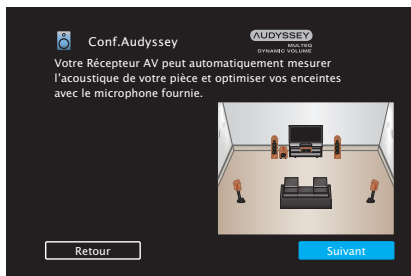 Conf.Audyssey
AUDYSSEY
MULTEQ
DYNAMIC VOLUME
Votre Récepteur AV peut automatiquement mesurer
l'acoustique de votre pièce et optimiser vos enceintes
avec le microphone fournie.
Retour
Suivant